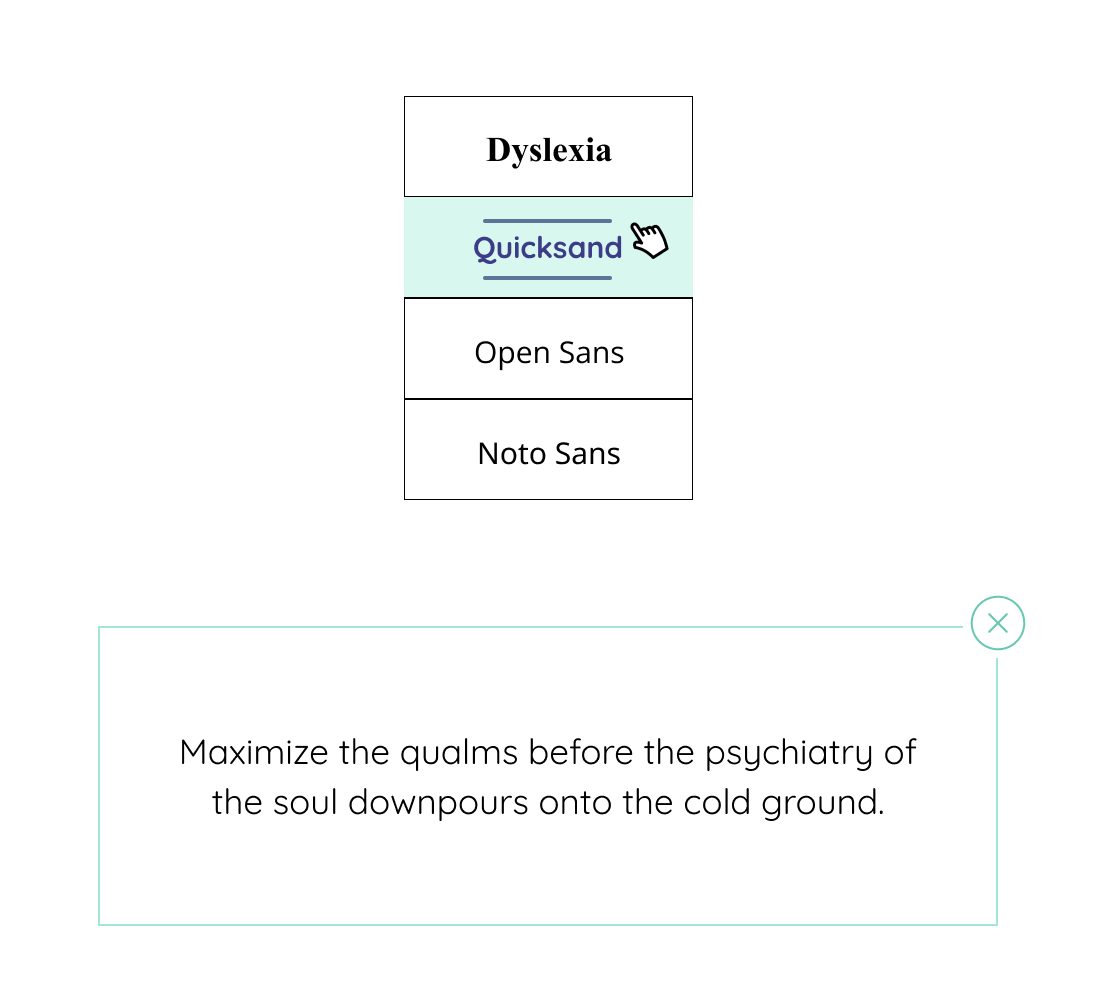 Dyslexia
Quicksand
Open Sans
Noto Sans
Maximize the qualms before the psychiatry of
the soul downpours onto the cold ground.